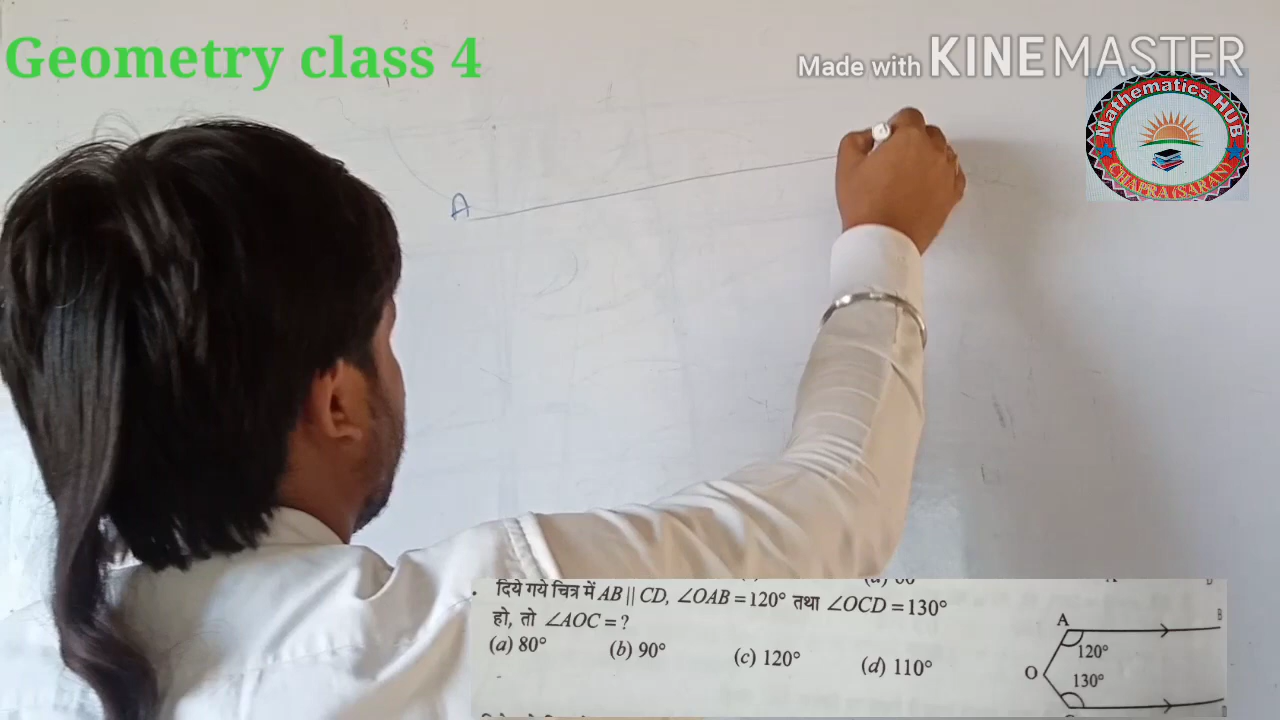 Geometry class 4
Made with KINEMASTER
Mathematics HUB
CHAPRA (SARAN)
A
दिये गये चित्र में AB || CD, ∠OAB = 120° तथा ∠OCD = 130°
हो, तो ∠AOC = ?
(a) 80° (b) 90° (c) 120° (d) 110°
A B
120°
O
130°